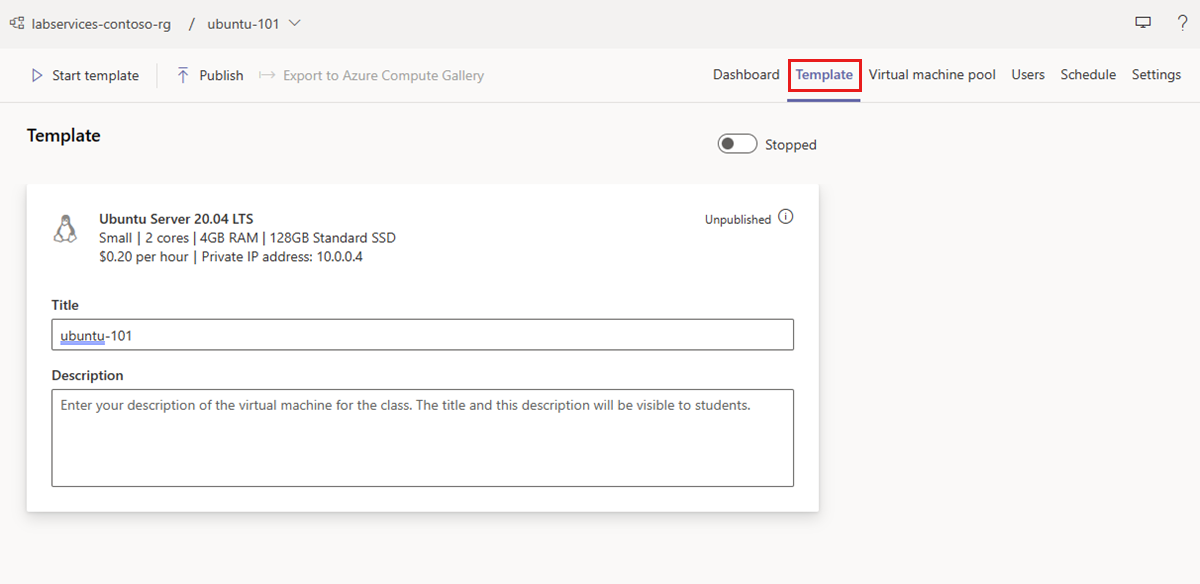 labservices-contoso-rg / ubuntu-101
Start template Publish Export to Azure Compute Gallery Dashboard Template Virtual machine pool Users Schedule Settings
Template
Stopped
Ubuntu Server 20.04 LTS
Unpublished
Small | 2 cores | 4GB RAM | 128GB Standard SSD
$0.20 per hour | Private IP address: 10.0.0.4
Title
ubuntu-101
Description
Enter your description of the virtual machine for the class. The title and this description will be visible to students.